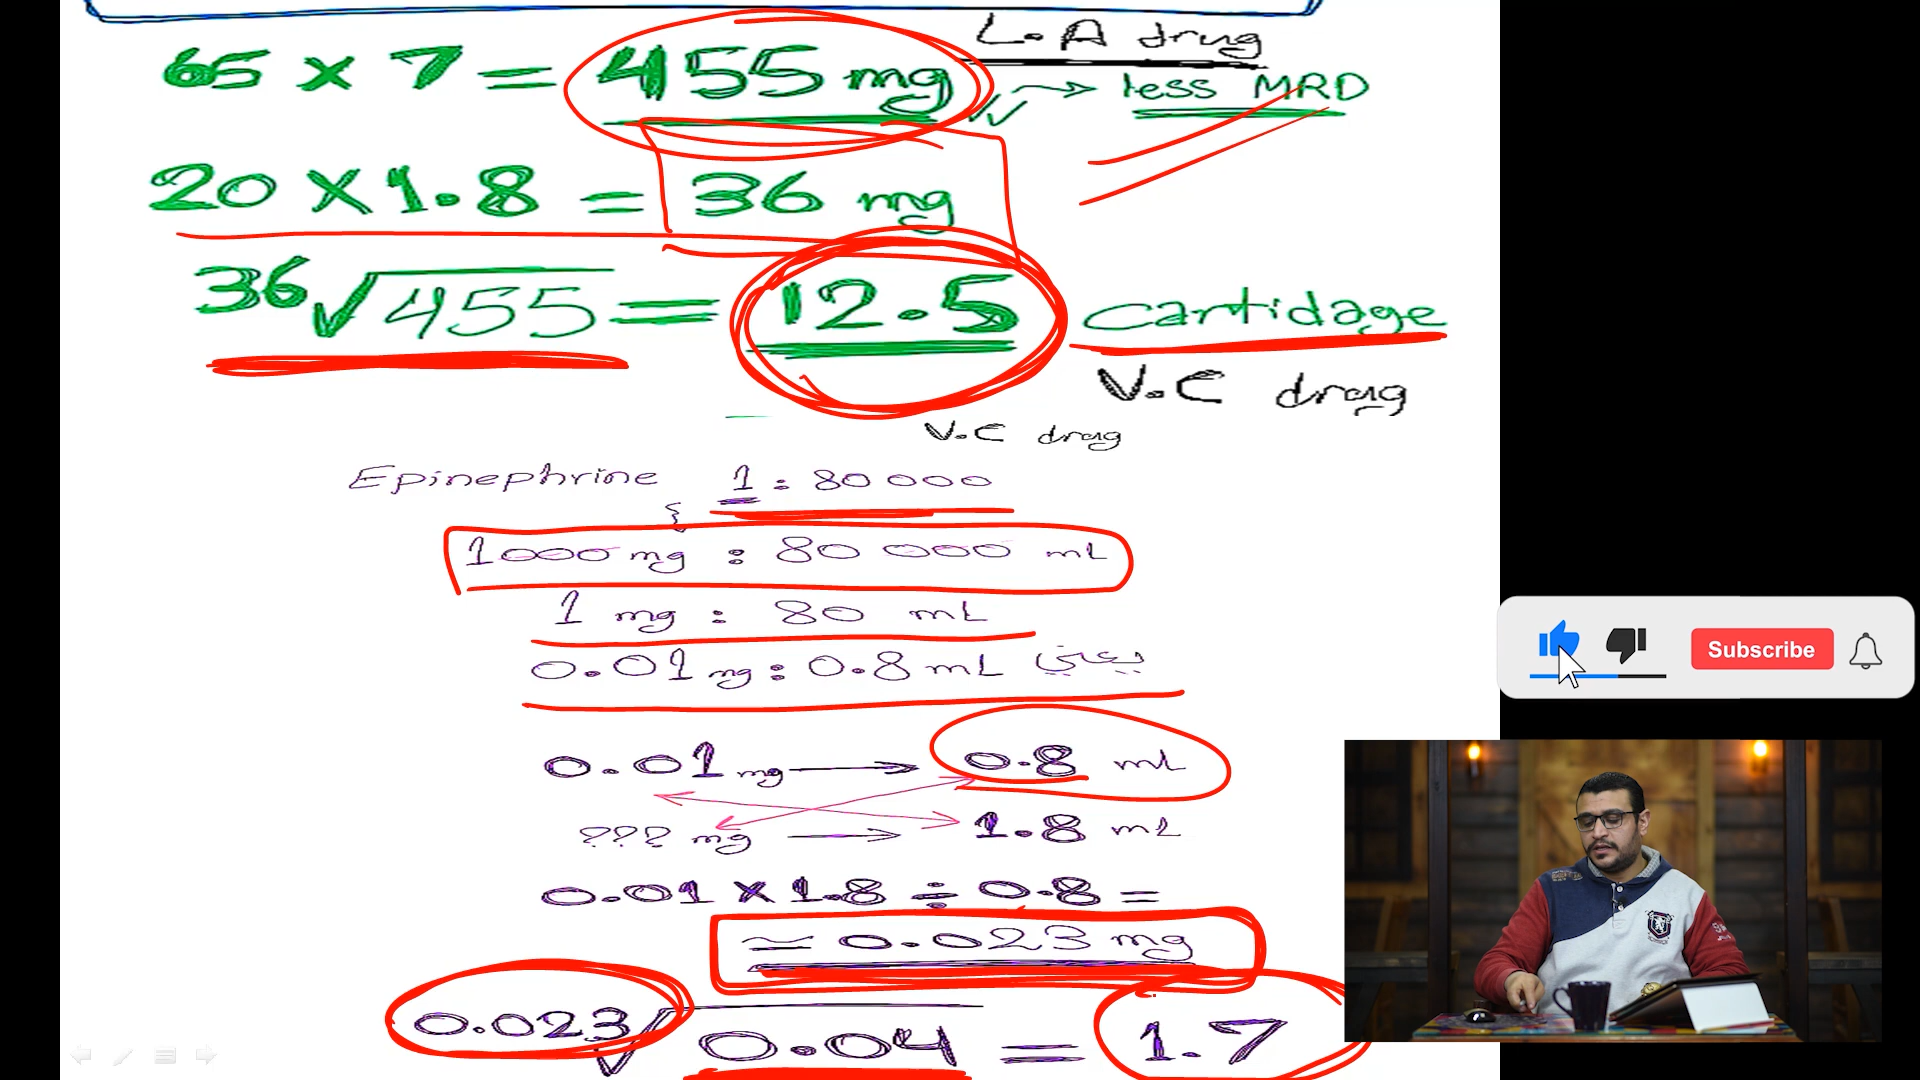 L.A drug
65 x 7 = 455 mg → less MRD
20 x 1.8 = 36 mg
36√455 = 12.5 cartidage
V.C drag
V.C drag
Epinephrine 1 : 80 000
1000 mg : 80 000 mL
1 mg : 80 mL
0.01 mg : 0.8 mL يعني
0.01 mg → 0.8 mL
??? mg → 1.8 mL
0.01 x 1.8 ÷ 0.8 =
≃ 0.023 mg
0.023√0.04 = 1.7
Subscribe